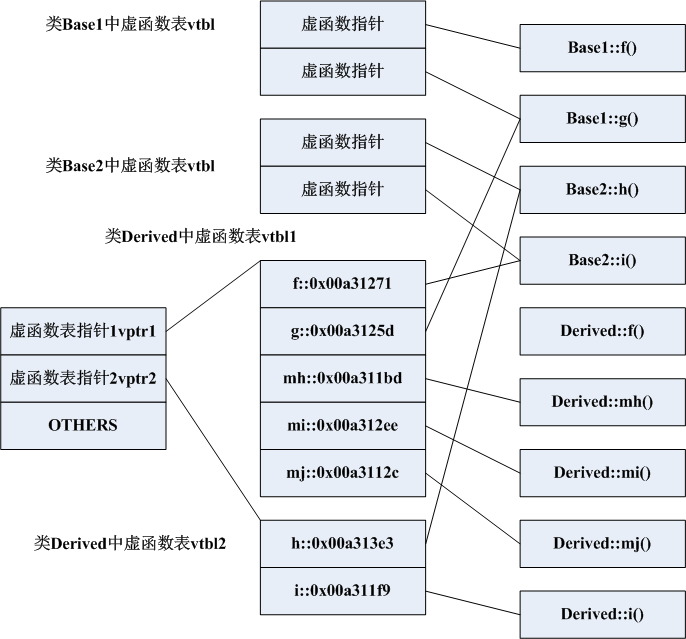 类Base1中虚函数表vtbl
虚函数指针
虚函数指针
Base1::f()
Base1::g()
类Base2中虚函数表vtbl
虚函数指针
虚函数指针
Base2::h()
Base2::i()
类Derived中虚函数表vtbl1
f::0x00a31271
g::0x00a3125d
mh::0x00a311bd
mi::0x00a312ee
mj::0x00a3112c
虚函数表指针1vptr1
虚函数表指针2vptr2
OTHERS
Derived::f()
Derived::mh()
Derived::mi()
Derived::mj()
类Derived中虚函数表vtbl2
h::0x00a313e3
i::0x00a311f9
Derived::i()